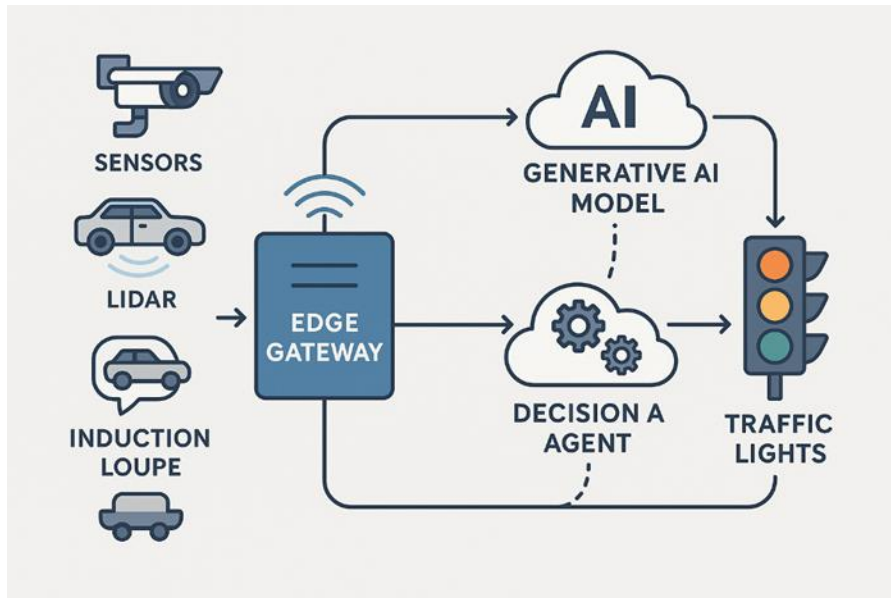 SENSORS
LIDAR
INDUCTION
LOUPE
EDGE
GATEWAY
AI
GENERATIVE AI
MODEL
DECISION A
AGENT
TRAFFIC
LIGHTS